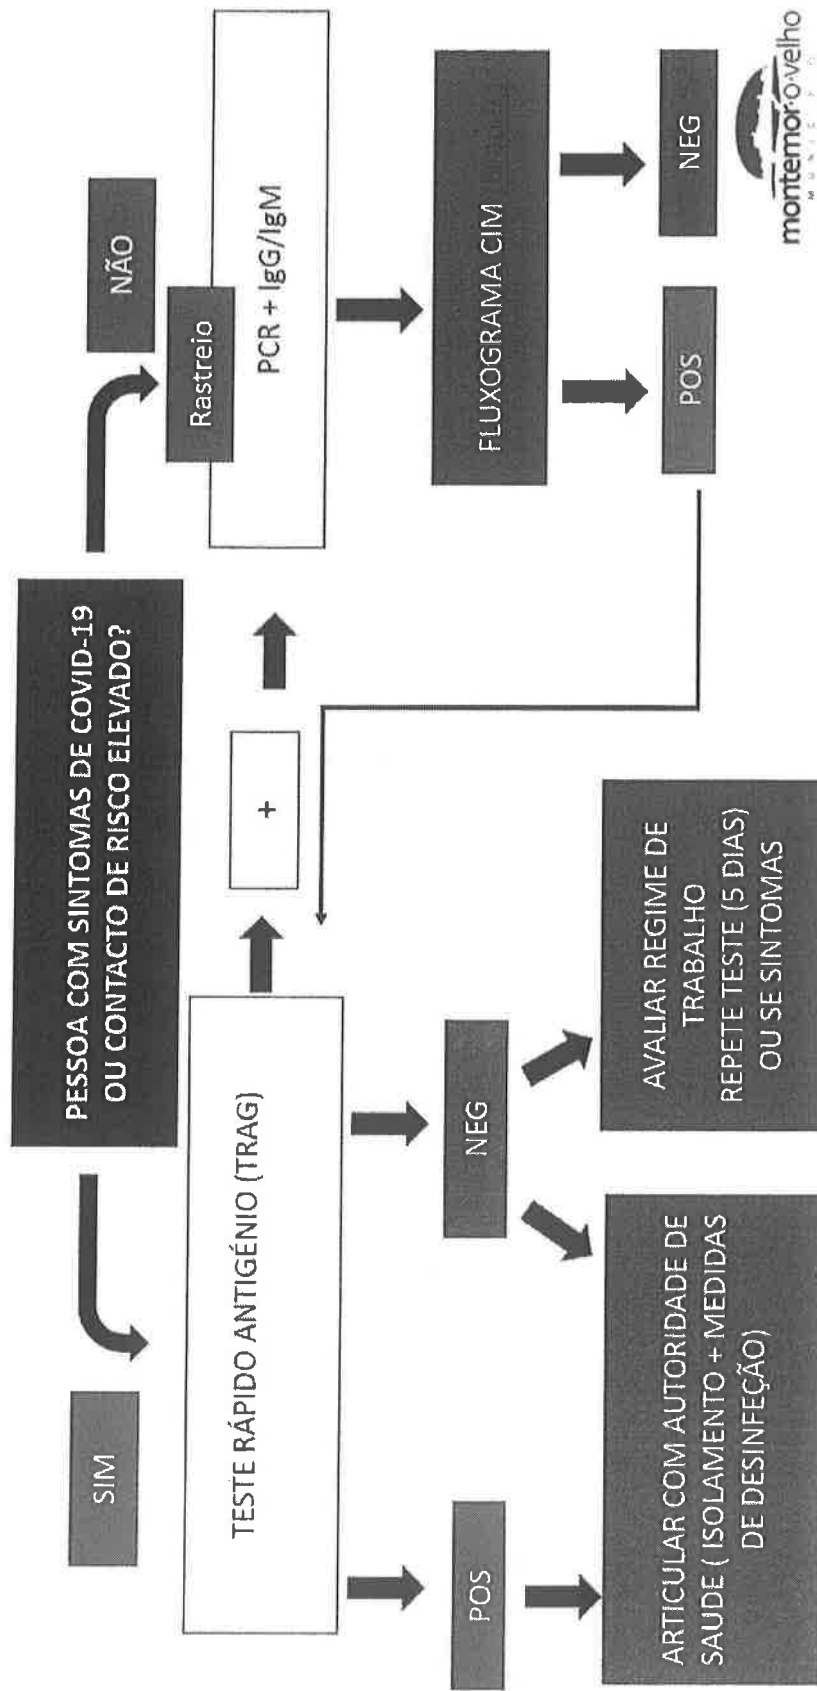 PESSOA COM SINTOMAS DE COVID-19
OU CONTACTO DE RISCO ELEVADO?
SIM
NÃO
Rastreio
TESTE RÁPIDO ANTIGÉNIO (TRAG)
+
PCR + IgG/IgM
FLUXOGRAMA CIM
POS
NEG
POS
NEG
ARTICULAR COM AUTORIDADE DE
SAUDE ( ISOLAMENTO + MEDIDAS
DE DESINFEÇÃO)
AVALIAR REGIME DE
TRABALHO
REPETE TESTE (5 DIAS)
OU SE SINTOMAS
montemor-o-velho